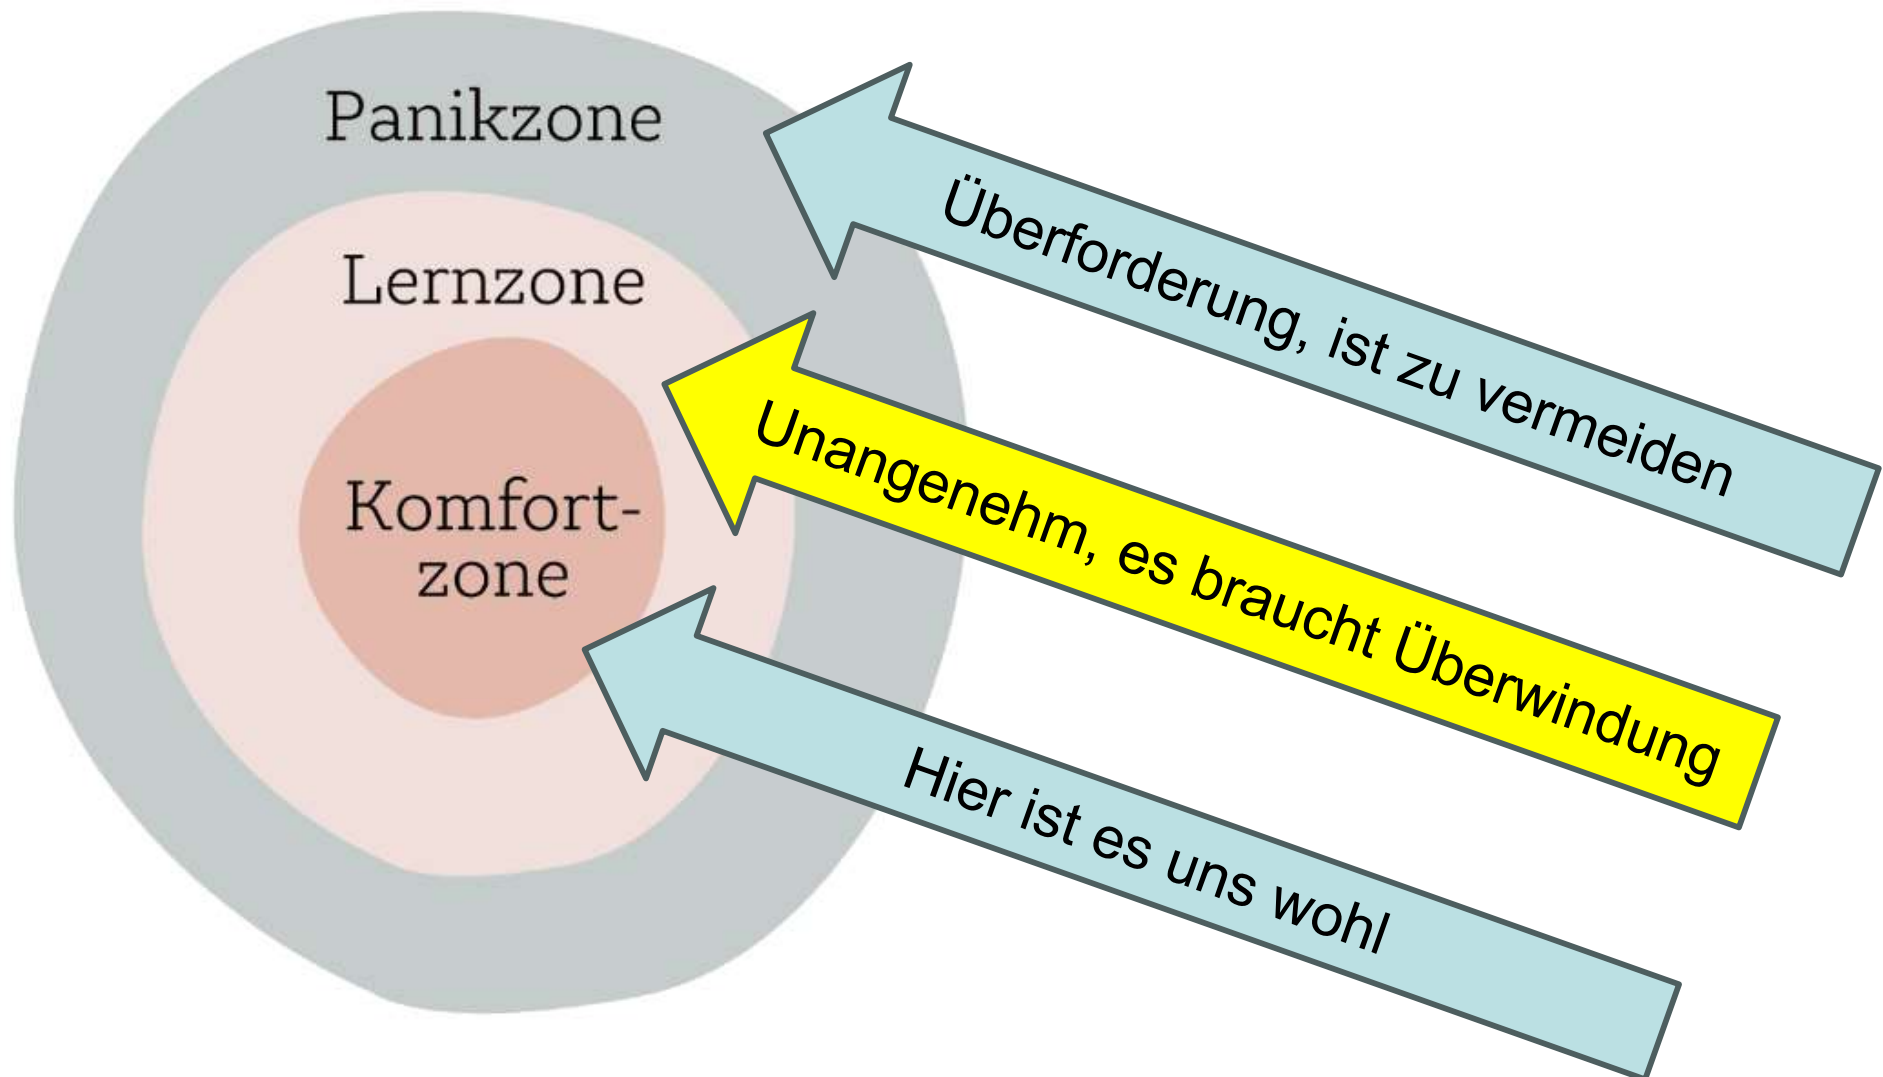 Panikzone
Lernzone
Komfort-
zone
Überforderung, ist zu vermeiden
Unangenehm, es braucht Überwindung
Hier ist es uns wohl